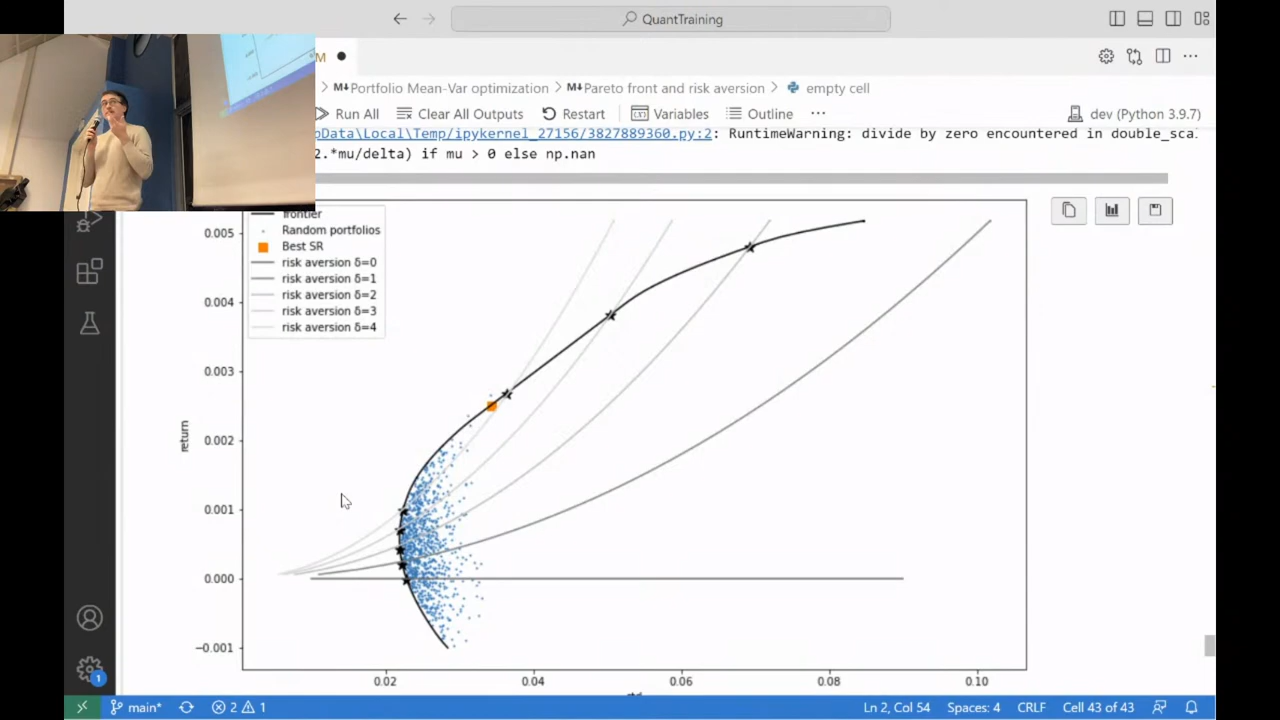 QuantTraining
M
Portfolio Mean-Var optimization > M↓Pareto front and risk aversion > empty cell
Run All Clear All Outputs Restart Variables Outline ··· dev (Python 3.9.7)
pData\Local\Temp/ipykernel_27156/3827889360.py:2: RuntimeWarning: divide by zero encountered in double_sca
2.*mu/delta) if mu > 0 else np.nan
frontier
Random portfolios
Best SR
risk aversion δ=0
risk aversion δ=1
risk aversion δ=2
risk aversion δ=3
risk aversion δ=4
0.005
0.004
0.003
0.002
0.001
0.000
−0.001
return
0.02 0.04 0.06 0.08 0.10
1
main* 2 1 Ln 2, Col 54 Spaces: 4 CRLF Cell 43 of 43